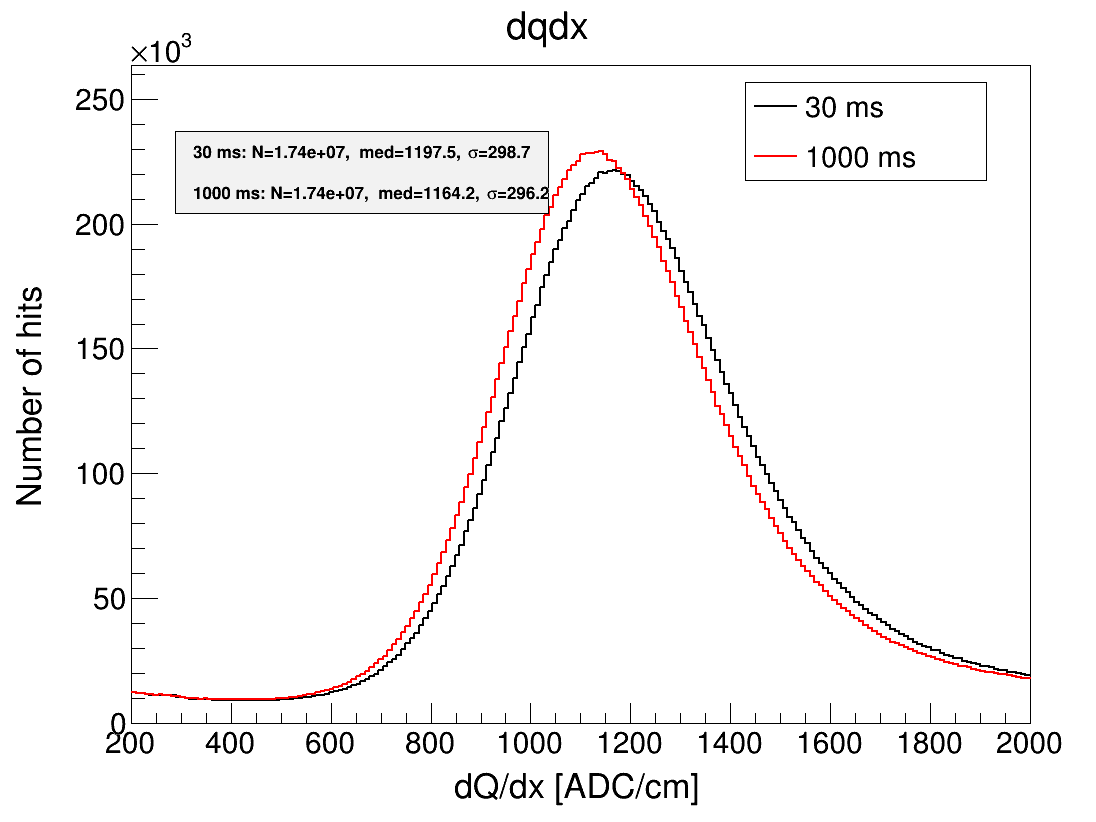 dqdx
×10³
250
200
150
100
50
0
30 ms: N=1.74e+07, med=1197.5, σ=298.7
1000 ms: N=1.74e+07, med=1164.2, σ=296.2
30 ms
1000 ms
Number of hits
200 400 600 800 1000 1200 1400 1600 1800 2000
dQ/dx [ADC/cm]